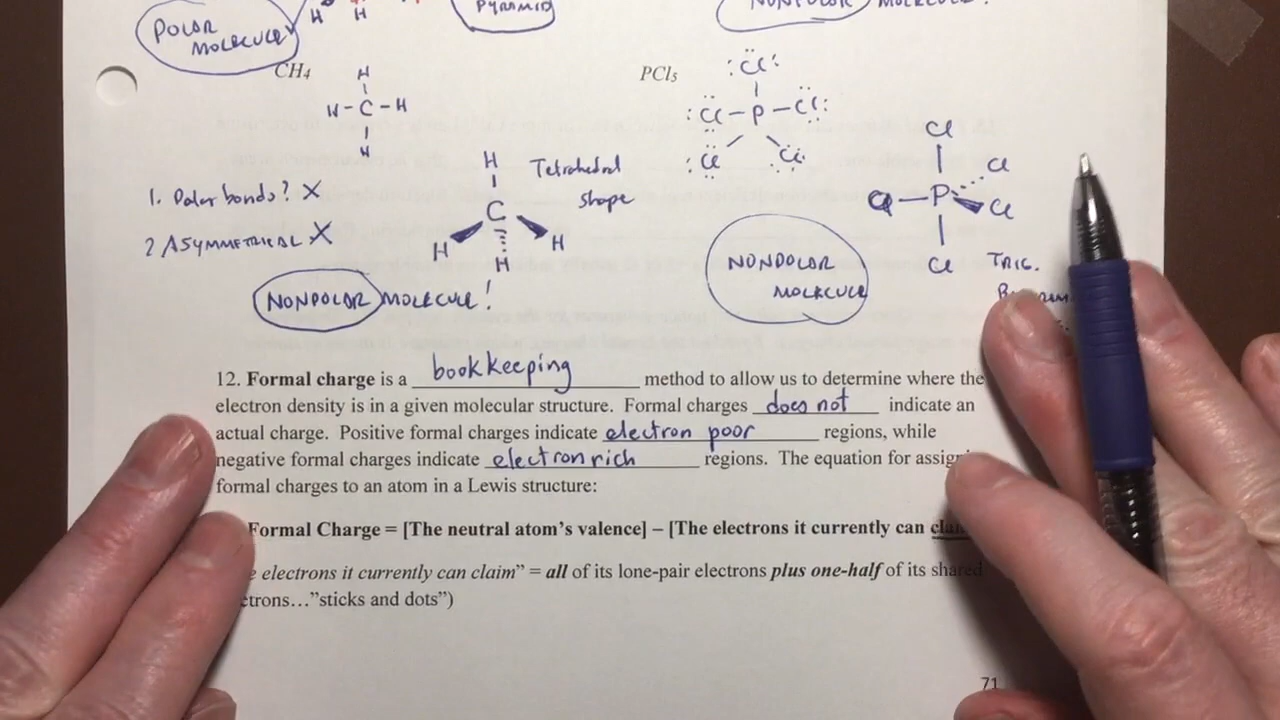 POLAR
MOLECULE
H H
PYRAMID
NONPOLAR MOLECULE!
CH4
H
H-C-H
H
1. Polar bonds? X
2 ASYMMETRICAL X
H
C
H H
H
Tetrahedral
shape
NONPOLAR MOLECULE!
PCl5
:Cl:
:Cl-P-Cl:
:Cl Cl:
Cl
Cl-P Cl
Cl
Cl
NONPOLAR
MOLECULE
TRIG.
12. Formal charge is a bookkeeping method to allow us to determine where the
electron density is in a given molecular structure. Formal charges does not indicate an
actual charge. Positive formal charges indicate electron poor regions, while
negative formal charges indicate electron rich regions. The equation for
formal charges to an atom in a Lewis structure:
Formal Charge = [The neutral atom's valence] – [The electrons it currently can
electrons it currently can claim" = all of its lone-pair electrons plus one-half of its shared
"sticks and dots")
71